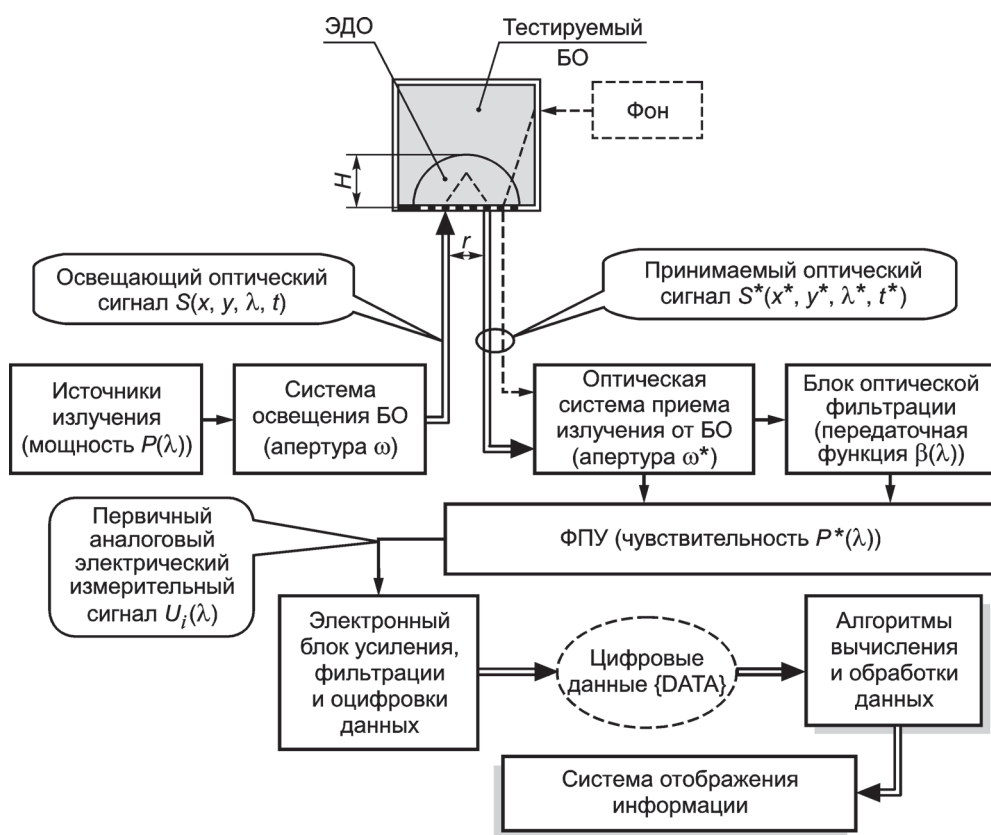 ЭДО
Тестируемый
БО
Фон
H
r
Освещающий оптический
сигнал S(x, y, λ, t)
Принимаемый оптический
сигнал S*(x*, y*, λ*, t*)
Источники
излучения
(мощность P(λ))
Система
освещения БО
(апертура ω)
Оптическая
система приема
излучения от БО
(апертура ω*)
Блок оптической
фильтрации
(передаточная
функция β(λ))
Первичный
аналоговый
электрический
измерительный
сигнал Ui(λ)
ФПУ (чувствительность P*(λ))
Электронный
блок усиления,
фильтрации
и оцифровки
данных
Цифровые
данные {DATA}
Алгоритмы
вычисления
и обработки
данных
Система отображения
информации